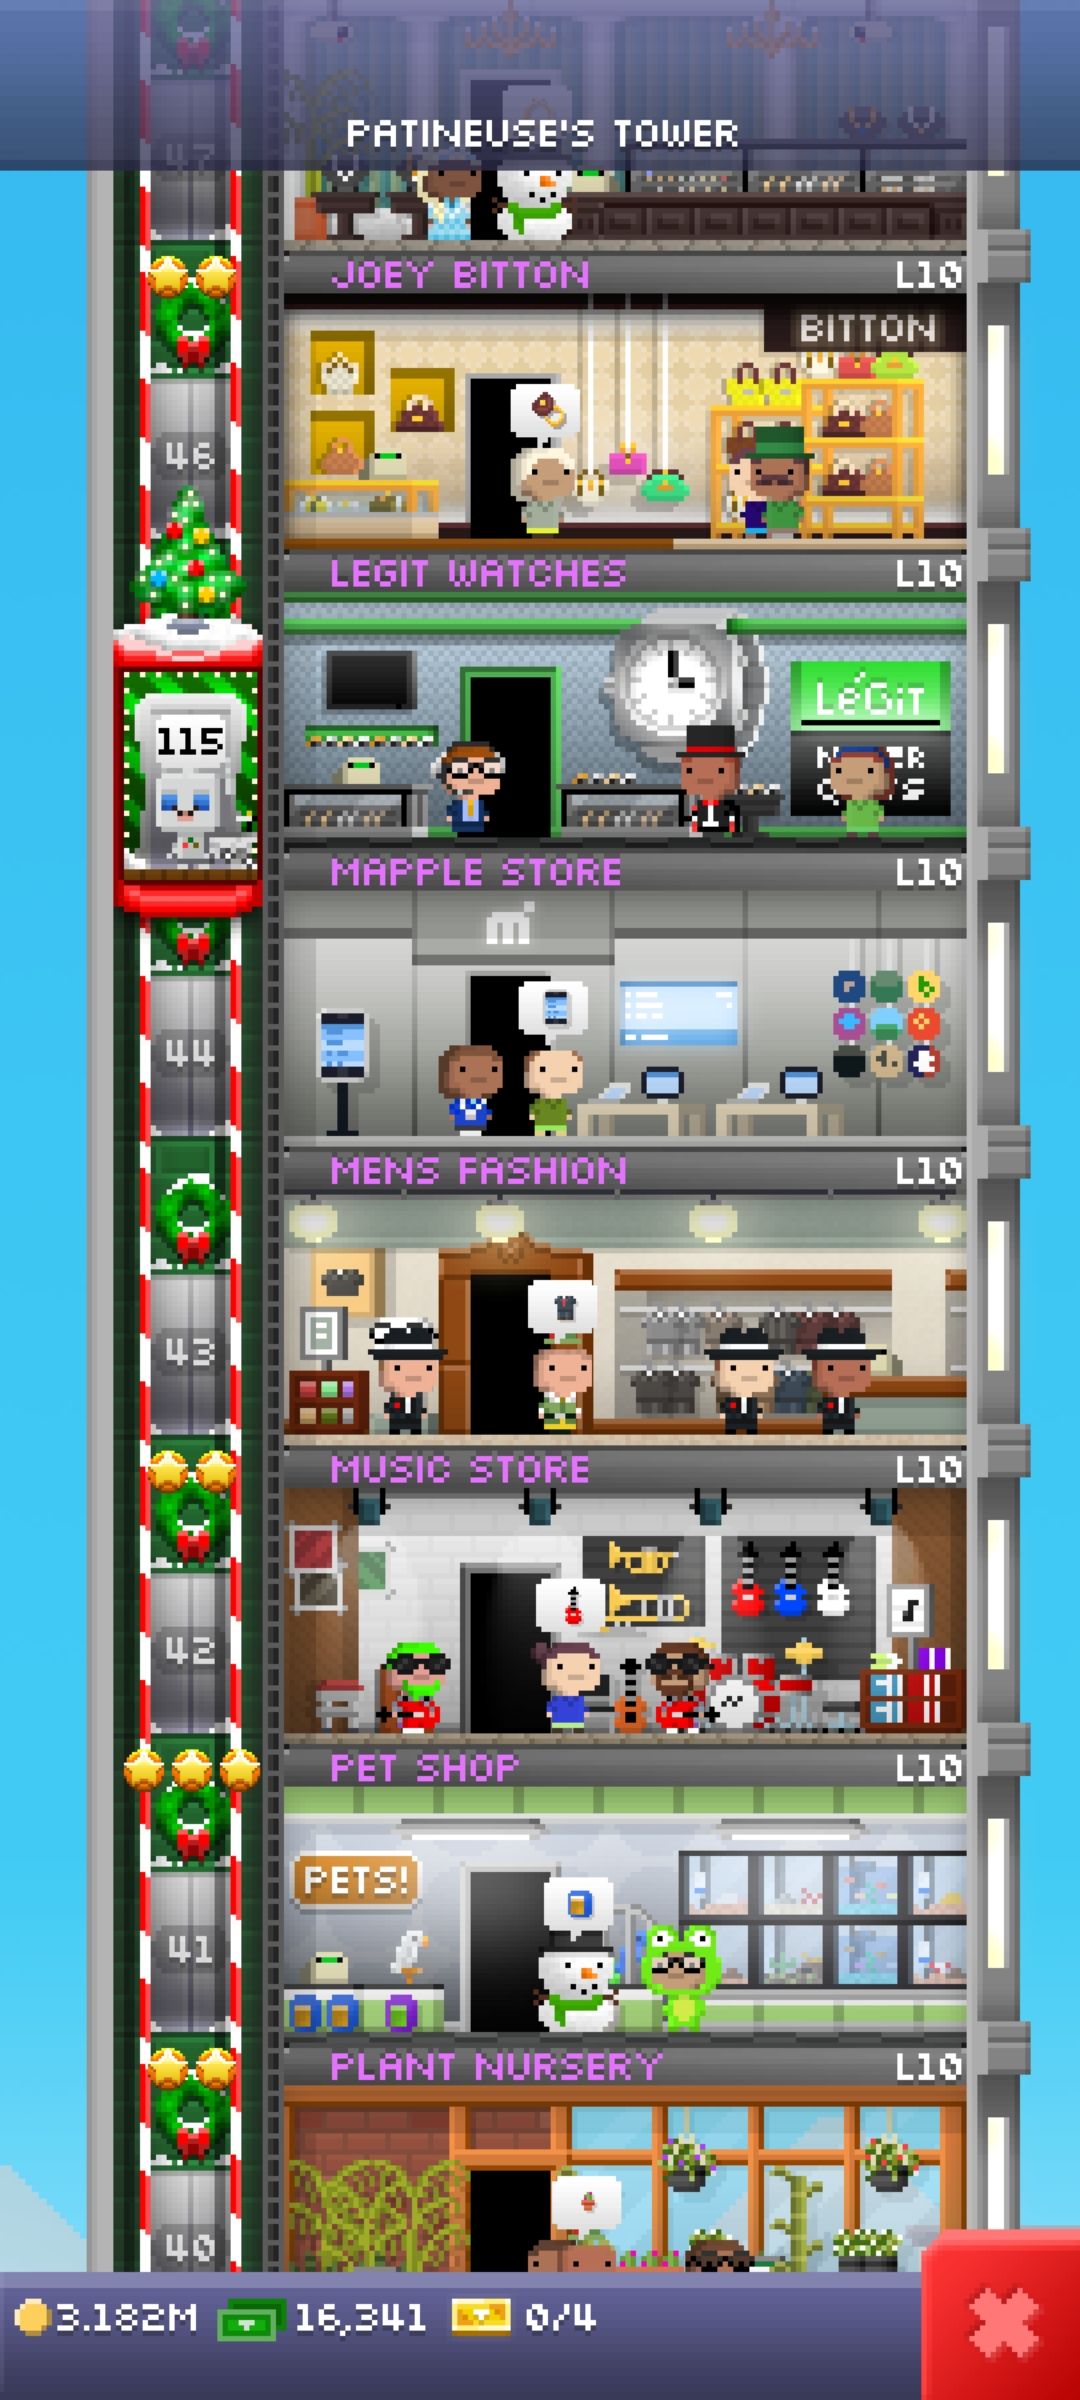 PATINEUSE'S TOWER
47
JOEY BITTON L10
BITTON
46
LEGIT WATCHES L10
LéGiT
115
MAPPLE STORE L10
m
44
MENS FASHION L10
43
MUSIC STORE L10
42
PET SHOP L10
PETS!
41
PLANT NURSERY L10
40
3.182M 16,341 0/4